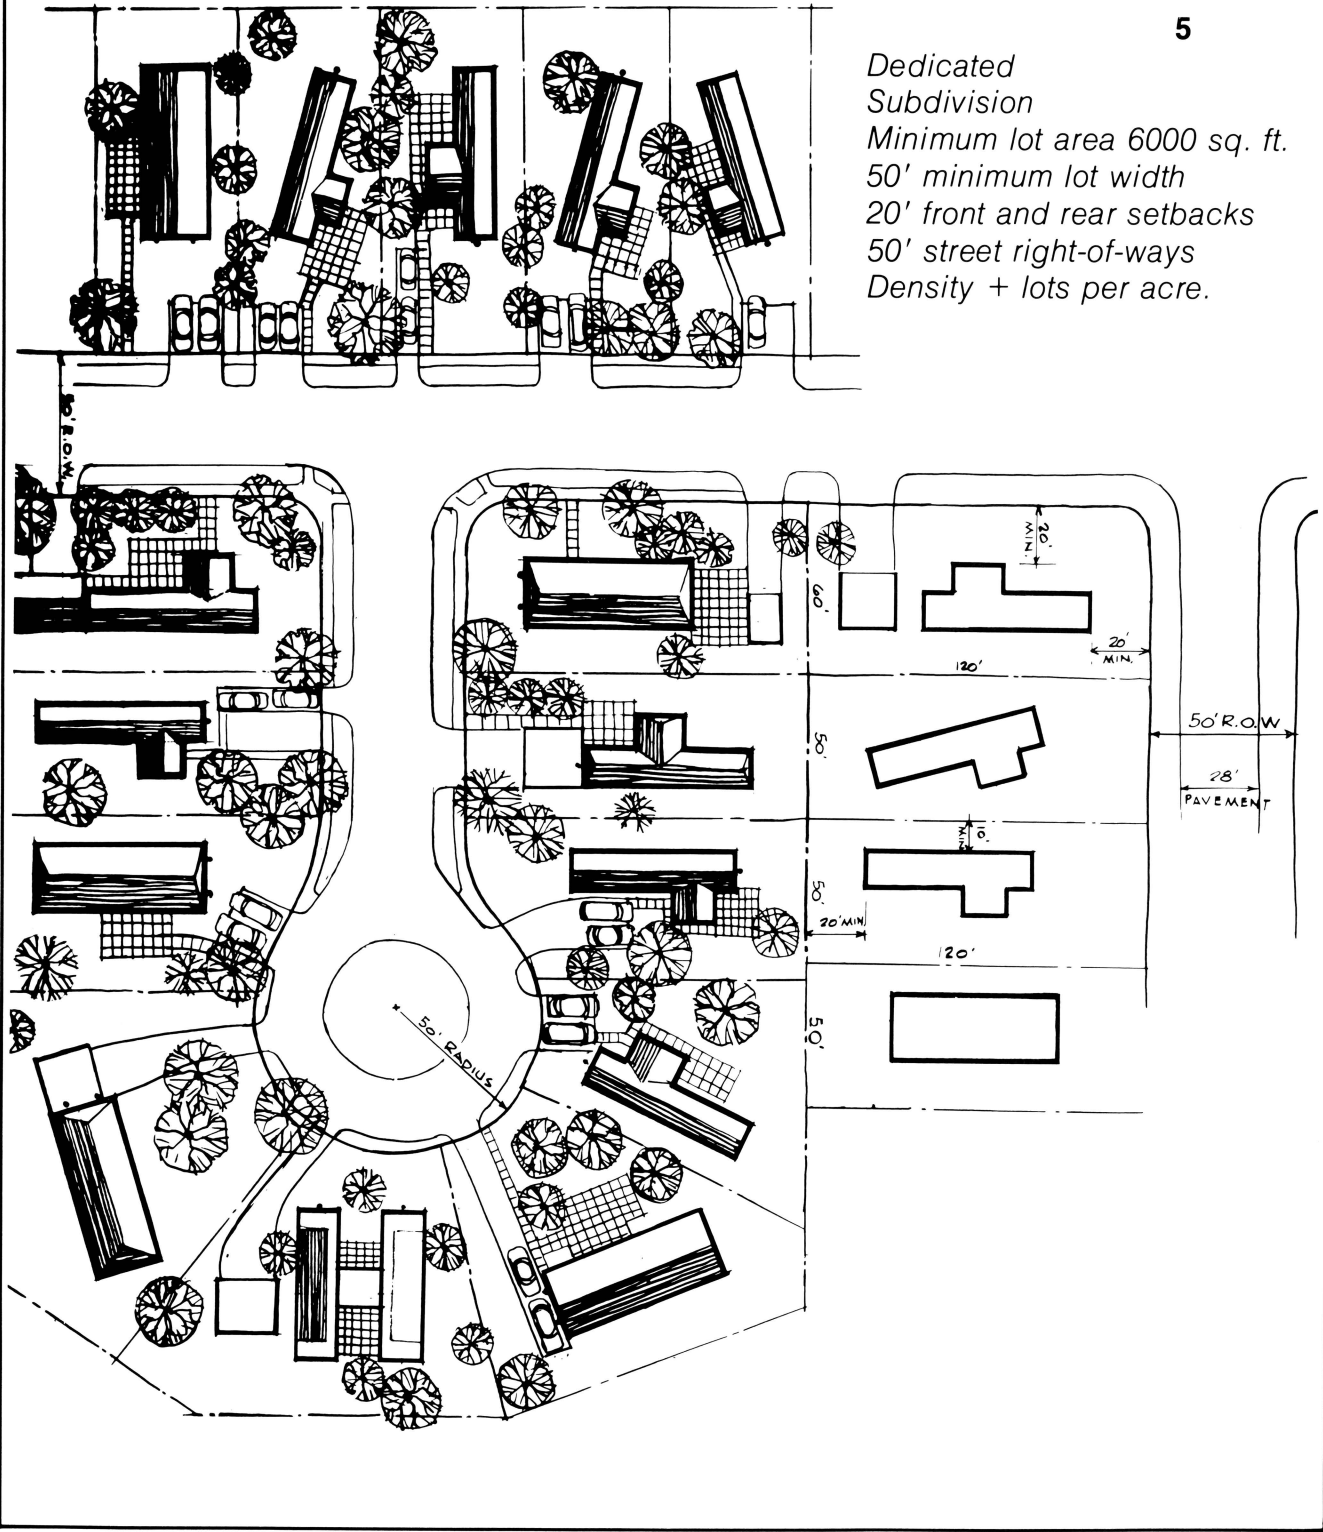 5
Dedicated
Subdivision
Minimum lot area 6000 sq. ft.
50' minimum lot width
20' front and rear setbacks
50' street right-of-ways
Density + lots per acre.
50' R.O.W.
20'
MIN.
60'
20'
MIN.
120'
50'
50' R.O.W
28'
PAVEMENT
10'
MIN
50'
20' MIN.
120'
50'
50' RADIUS